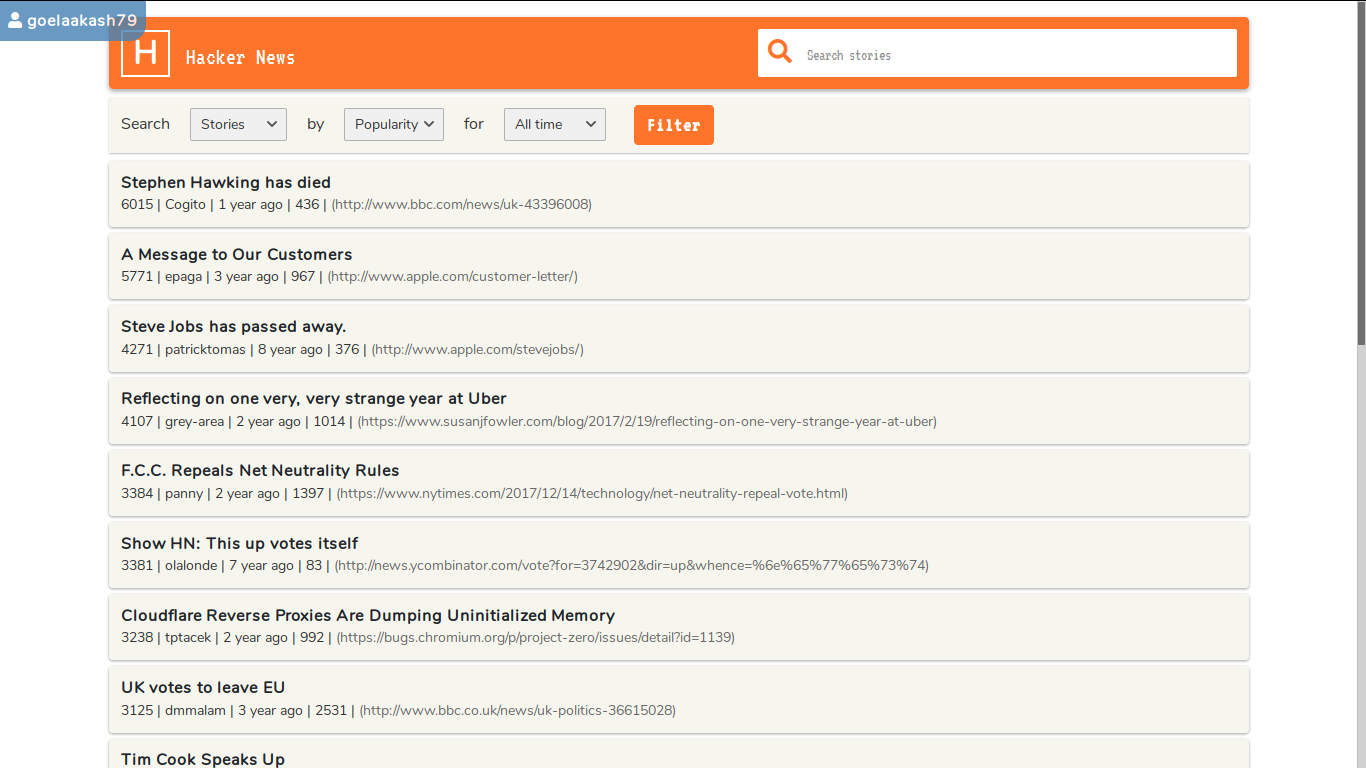 goelaakash79
H
Hacker News
Search stories
Search Stories by Popularity for All time Filter
Stephen Hawking has died
6015 | Cogito | 1 year ago | 436 | (http://www.bbc.com/news/uk-43396008)
A Message to Our Customers
5771 | epaga | 3 year ago | 967 | (http://www.apple.com/customer-letter/)
Steve Jobs has passed away.
4271 | patricktomas | 8 year ago | 376 | (http://www.apple.com/stevejobs/)
Reflecting on one very, very strange year at Uber
4107 | grey-area | 2 year ago | 1014 | (https://www.susanjfowler.com/blog/2017/2/19/reflecting-on-one-very-strange-year-at-uber)
F.C.C. Repeals Net Neutrality Rules
3384 | panny | 2 year ago | 1397 | (https://www.nytimes.com/2017/12/14/technology/net-neutrality-repeal-vote.html)
Show HN: This up votes itself
3381 | olalonde | 7 year ago | 83 | (http://news.ycombinator.com/vote?for=3742902&dir=up&whence=%6e%65%77%65%73%74)
Cloudflare Reverse Proxies Are Dumping Uninitialized Memory
3238 | tptacek | 2 year ago | 992 | (https://bugs.chromium.org/p/project-zero/issues/detail?id=1139)
UK votes to leave EU
3125 | dmmalam | 3 year ago | 2531 | (http://www.bbc.co.uk/news/uk-politics-36615028)
Tim Cook Speaks Up